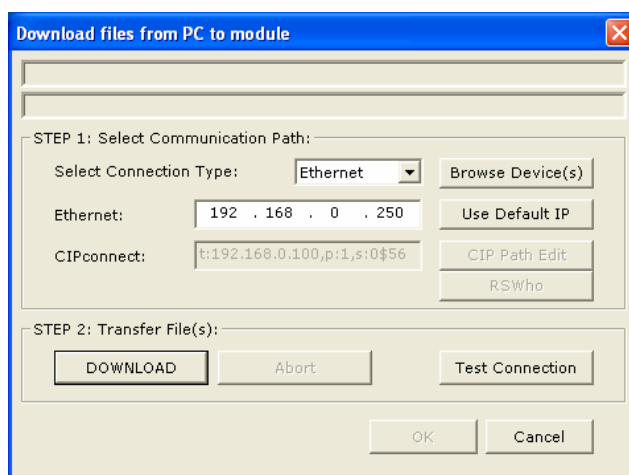 Download files from PC to module
STEP 1: Select Communication Path:
Select Connection Type: Ethernet Browse Device(s)
Ethernet: 192 . 168 . 0 . 250 Use Default IP
CIPconnect: t:192.168.0.100,p:1,s:0$56 CIP Path Edit
RSWho
STEP 2: Transfer File(s):
DOWNLOAD Abort Test Connection
OK Cancel